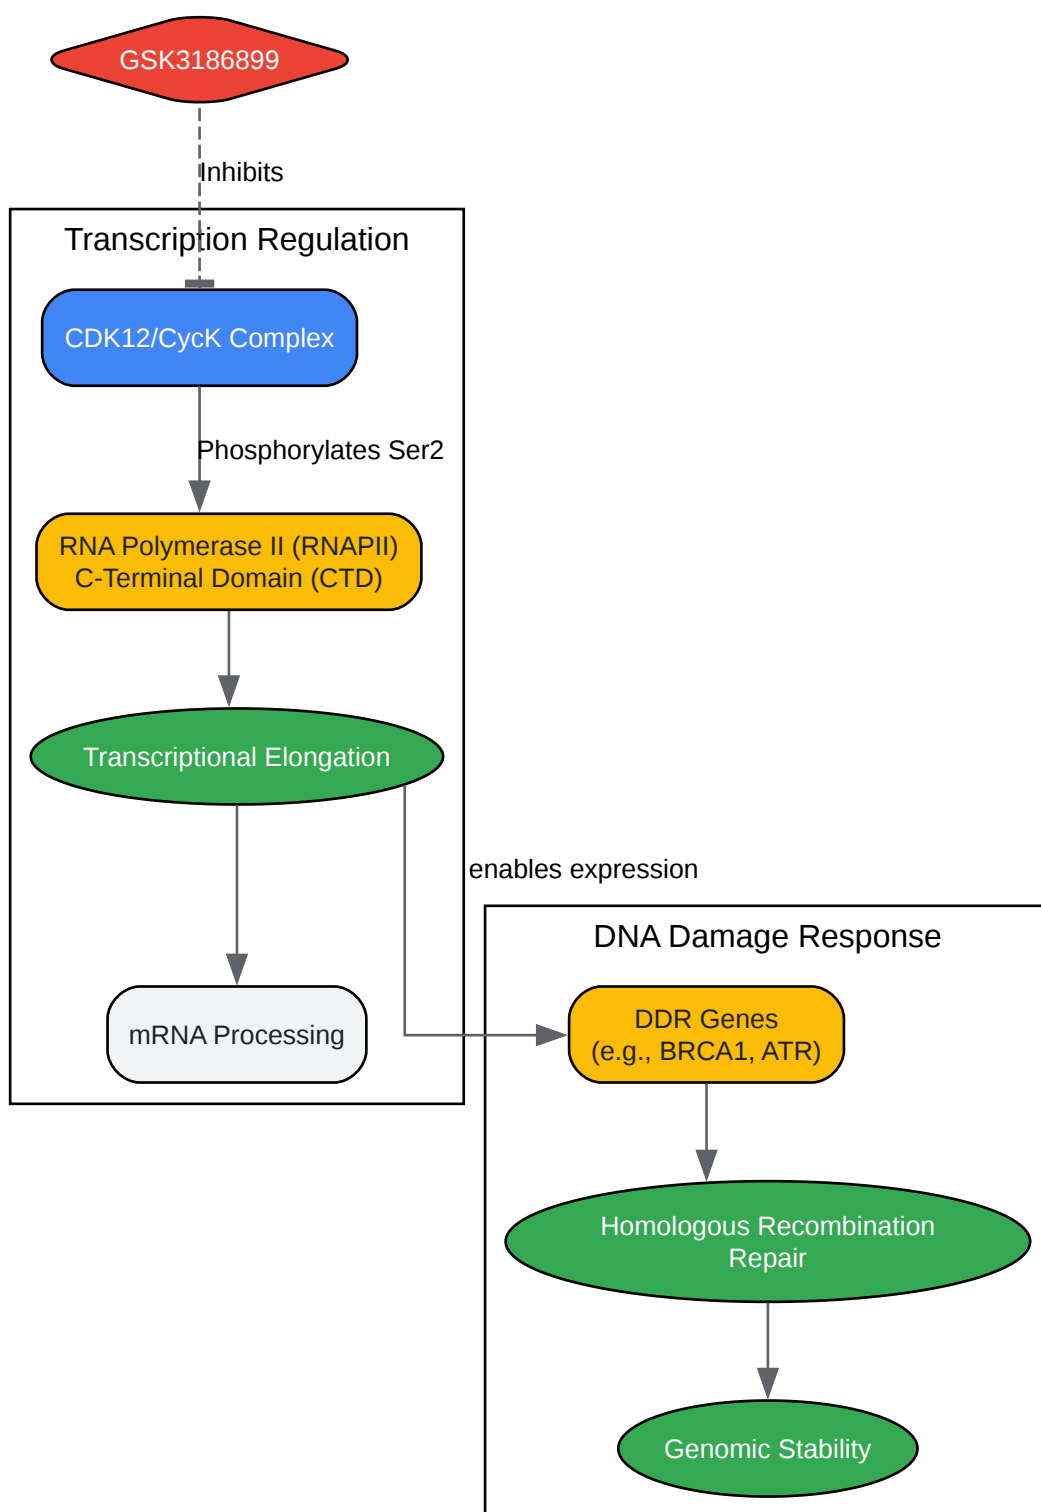 GSK3186899
Inhibits
Transcription Regulation
CDK12/CycK Complex
Phosphorylates Ser2
RNA Polymerase II (RNAPII)
C-Terminal Domain (CTD)
Transcriptional Elongation
enables expression
mRNA Processing
DNA Damage Response
DDR Genes
(e.g., BRCA1, ATR)
Homologous Recombination
Repair
Genomic Stability